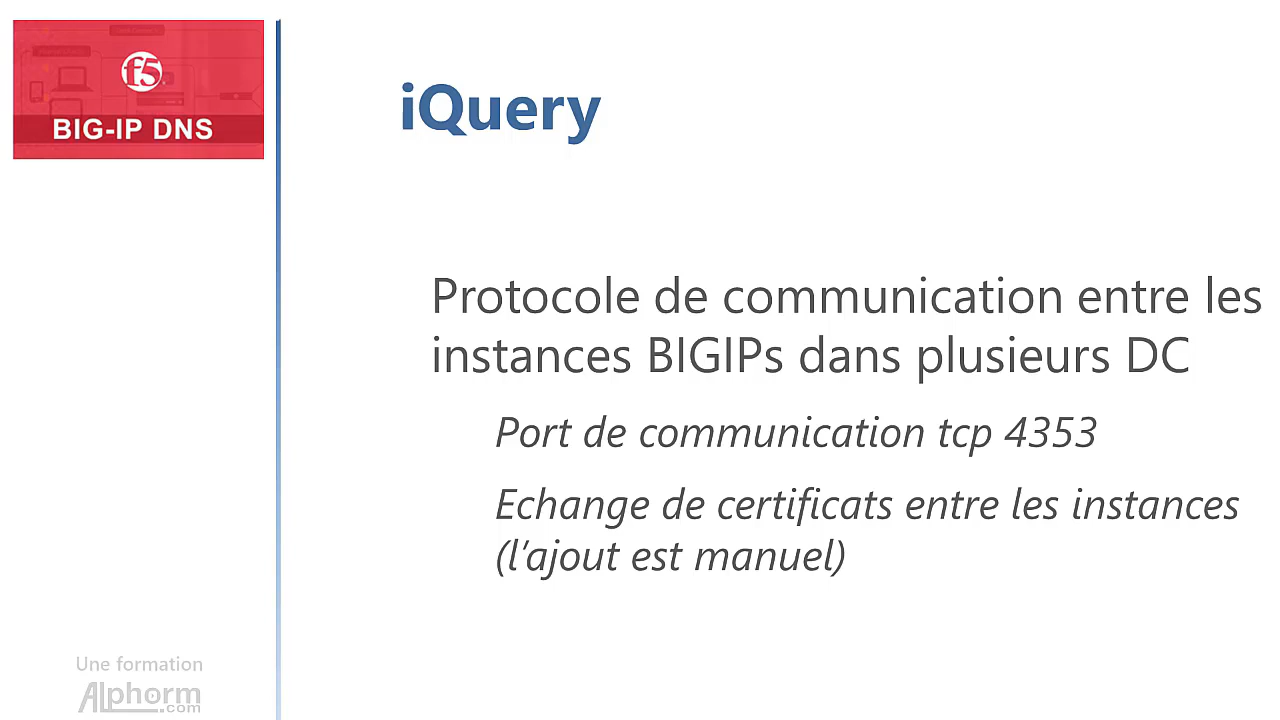 f5
BIG-IP DNS
iQuery
Protocole de communication entre les
instances BIGIPs dans plusieurs DC
Port de communication tcp 4353
Echange de certificats entre les instances
(l'ajout est manuel)
Une formation
Alphorm
.com